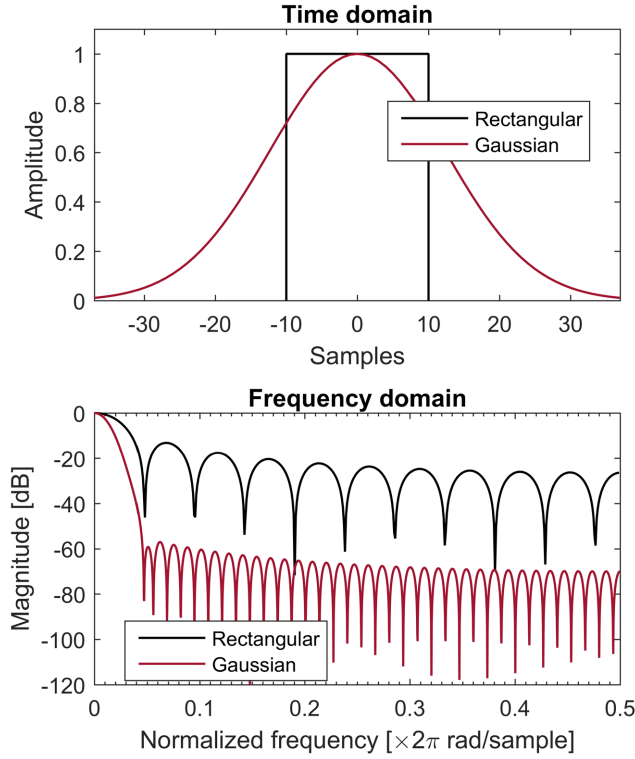 Time domain
Amplitude
1
0.8
0.6
0.4
0.2
0
Rectangular
Gaussian
-30 -20 -10 0 10 20 30
Samples
Frequency domain
Magnitude [dB]
0
-20
-40
-60
-80
-100
-120
Rectangular
Gaussian
0 0.1 0.2 0.3 0.4 0.5
Normalized frequency [×2π rad/sample]